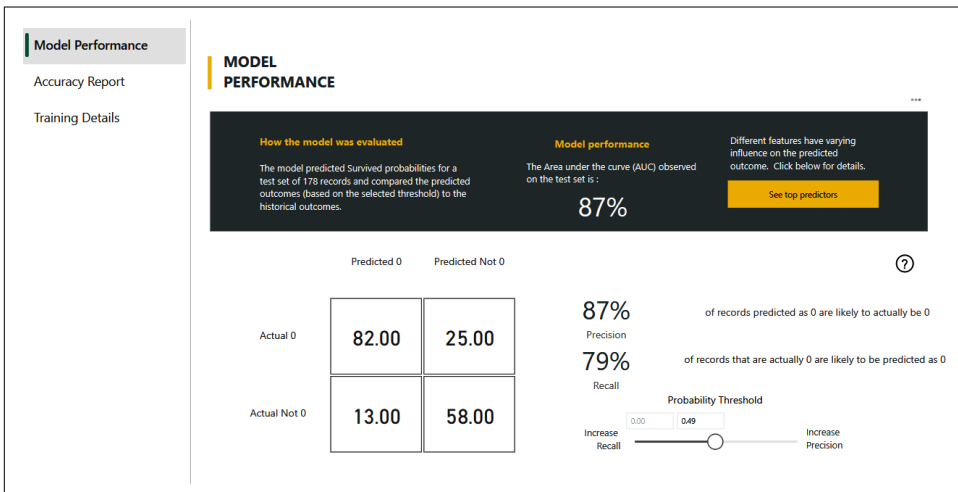 Model Performance
Accuracy Report
Training Details
MODEL
PERFORMANCE
...
How the model was evaluated
The model predicted Survived probabilities for a
test set of 178 records and compared the predicted
outcomes (based on the selected threshold) to the
historical outcomes.
Model performance
The Area under the curve (AUC) observed
on the test set is :
87%
Different features have varying
influence on the predicted
outcome. Click below for details.
See top predictors
?
Predicted 0 Predicted Not 0
Actual 0 82.00 25.00
Actual Not 0 13.00 58.00
87% of records predicted as 0 are likely to actually be 0
Precision
79% of records that are actually 0 are likely to be predicted as 0
Recall
Probability Threshold
0.00 0.49
Increase
Recall
Increase
Precision